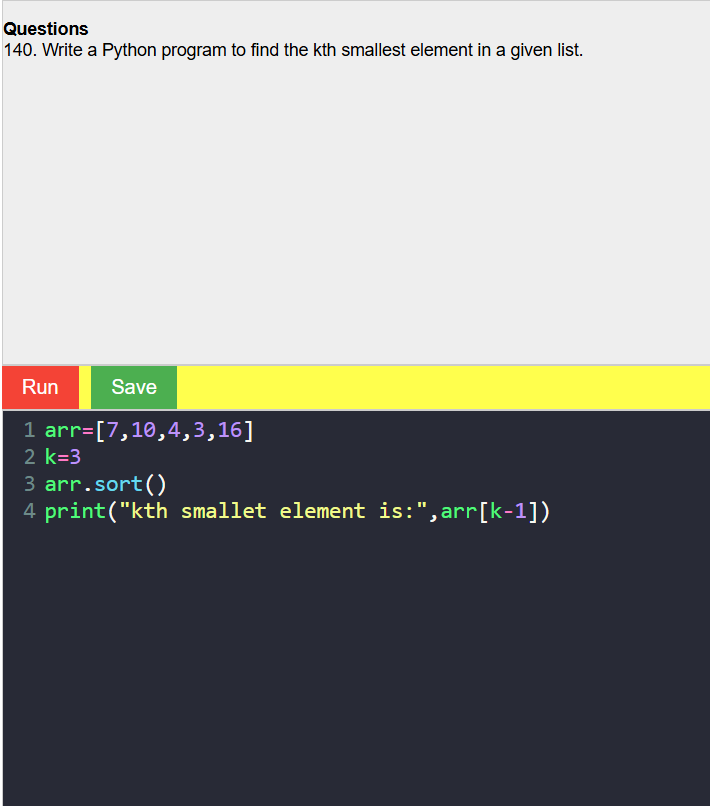 Questions
140. Write a Python program to find the kth smallest element in a given list.
Run Save
1 arr=[7,10,4,3,16]
2 k=3
3 arr.sort()
4 print("kth smallet element is:",arr[k-1])